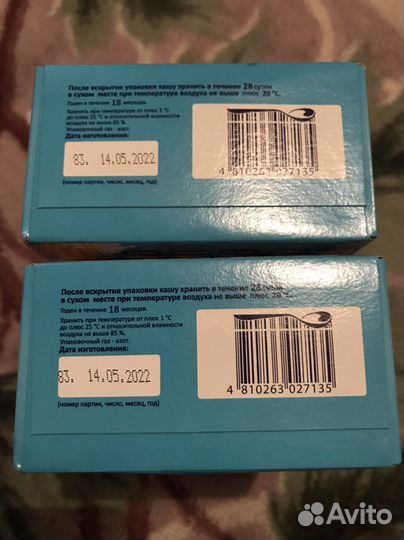 После вскрытия упаковки кашу хранить в течение 28 суток
в сухом месте при температуре воздуха не выше плюс 20 °С.
Годен в течение 18 месяцев.
Хранить при температуре от плюс 1 °С
до плюс 25 °С и относительной влажности
воздуха не выше 85 %.
Упаковочный газ - азот.
Дата изготовления:
83. 14.05.2022
(номер партии, число, месяц, год)
4 810263 027135
После вскрытия упаковки кашу хранить в течение 28 суток
в сухом месте при температуре воздуха не выше плюс 20 °С.
Годен в течение 18 месяцев.
Хранить при температуре от плюс 1 °С
до плюс 25 °С и относительной влажности
воздуха не выше 85 %.
Упаковочный газ - азот.
Дата изготовления:
83. 14.05.2022
(номер партии, число, месяц, год)
4 810263 027135
Avito